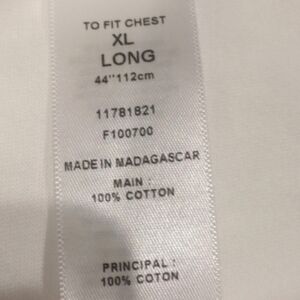 TO FIT CHEST
XL
LONG
44"112cm
11781821
F100700
MADE IN MADAGASCAR
MAIN :
100% COTTON
PRINCIPAL :
100% COTON